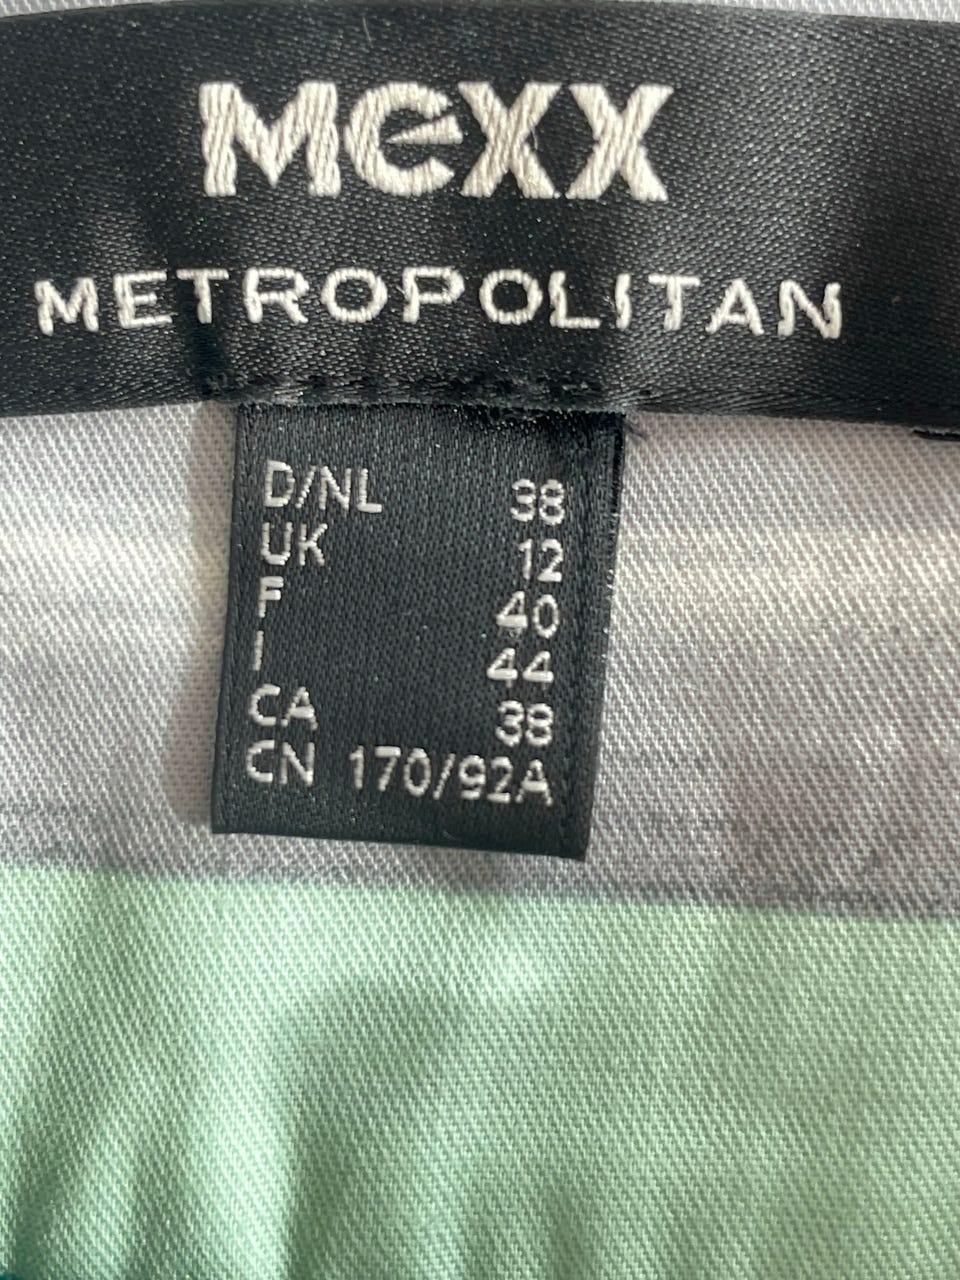 MEXX
METROPOLITAN
D/NL 38
UK 12
F 40
I 44
CA 38
CN 170/92A